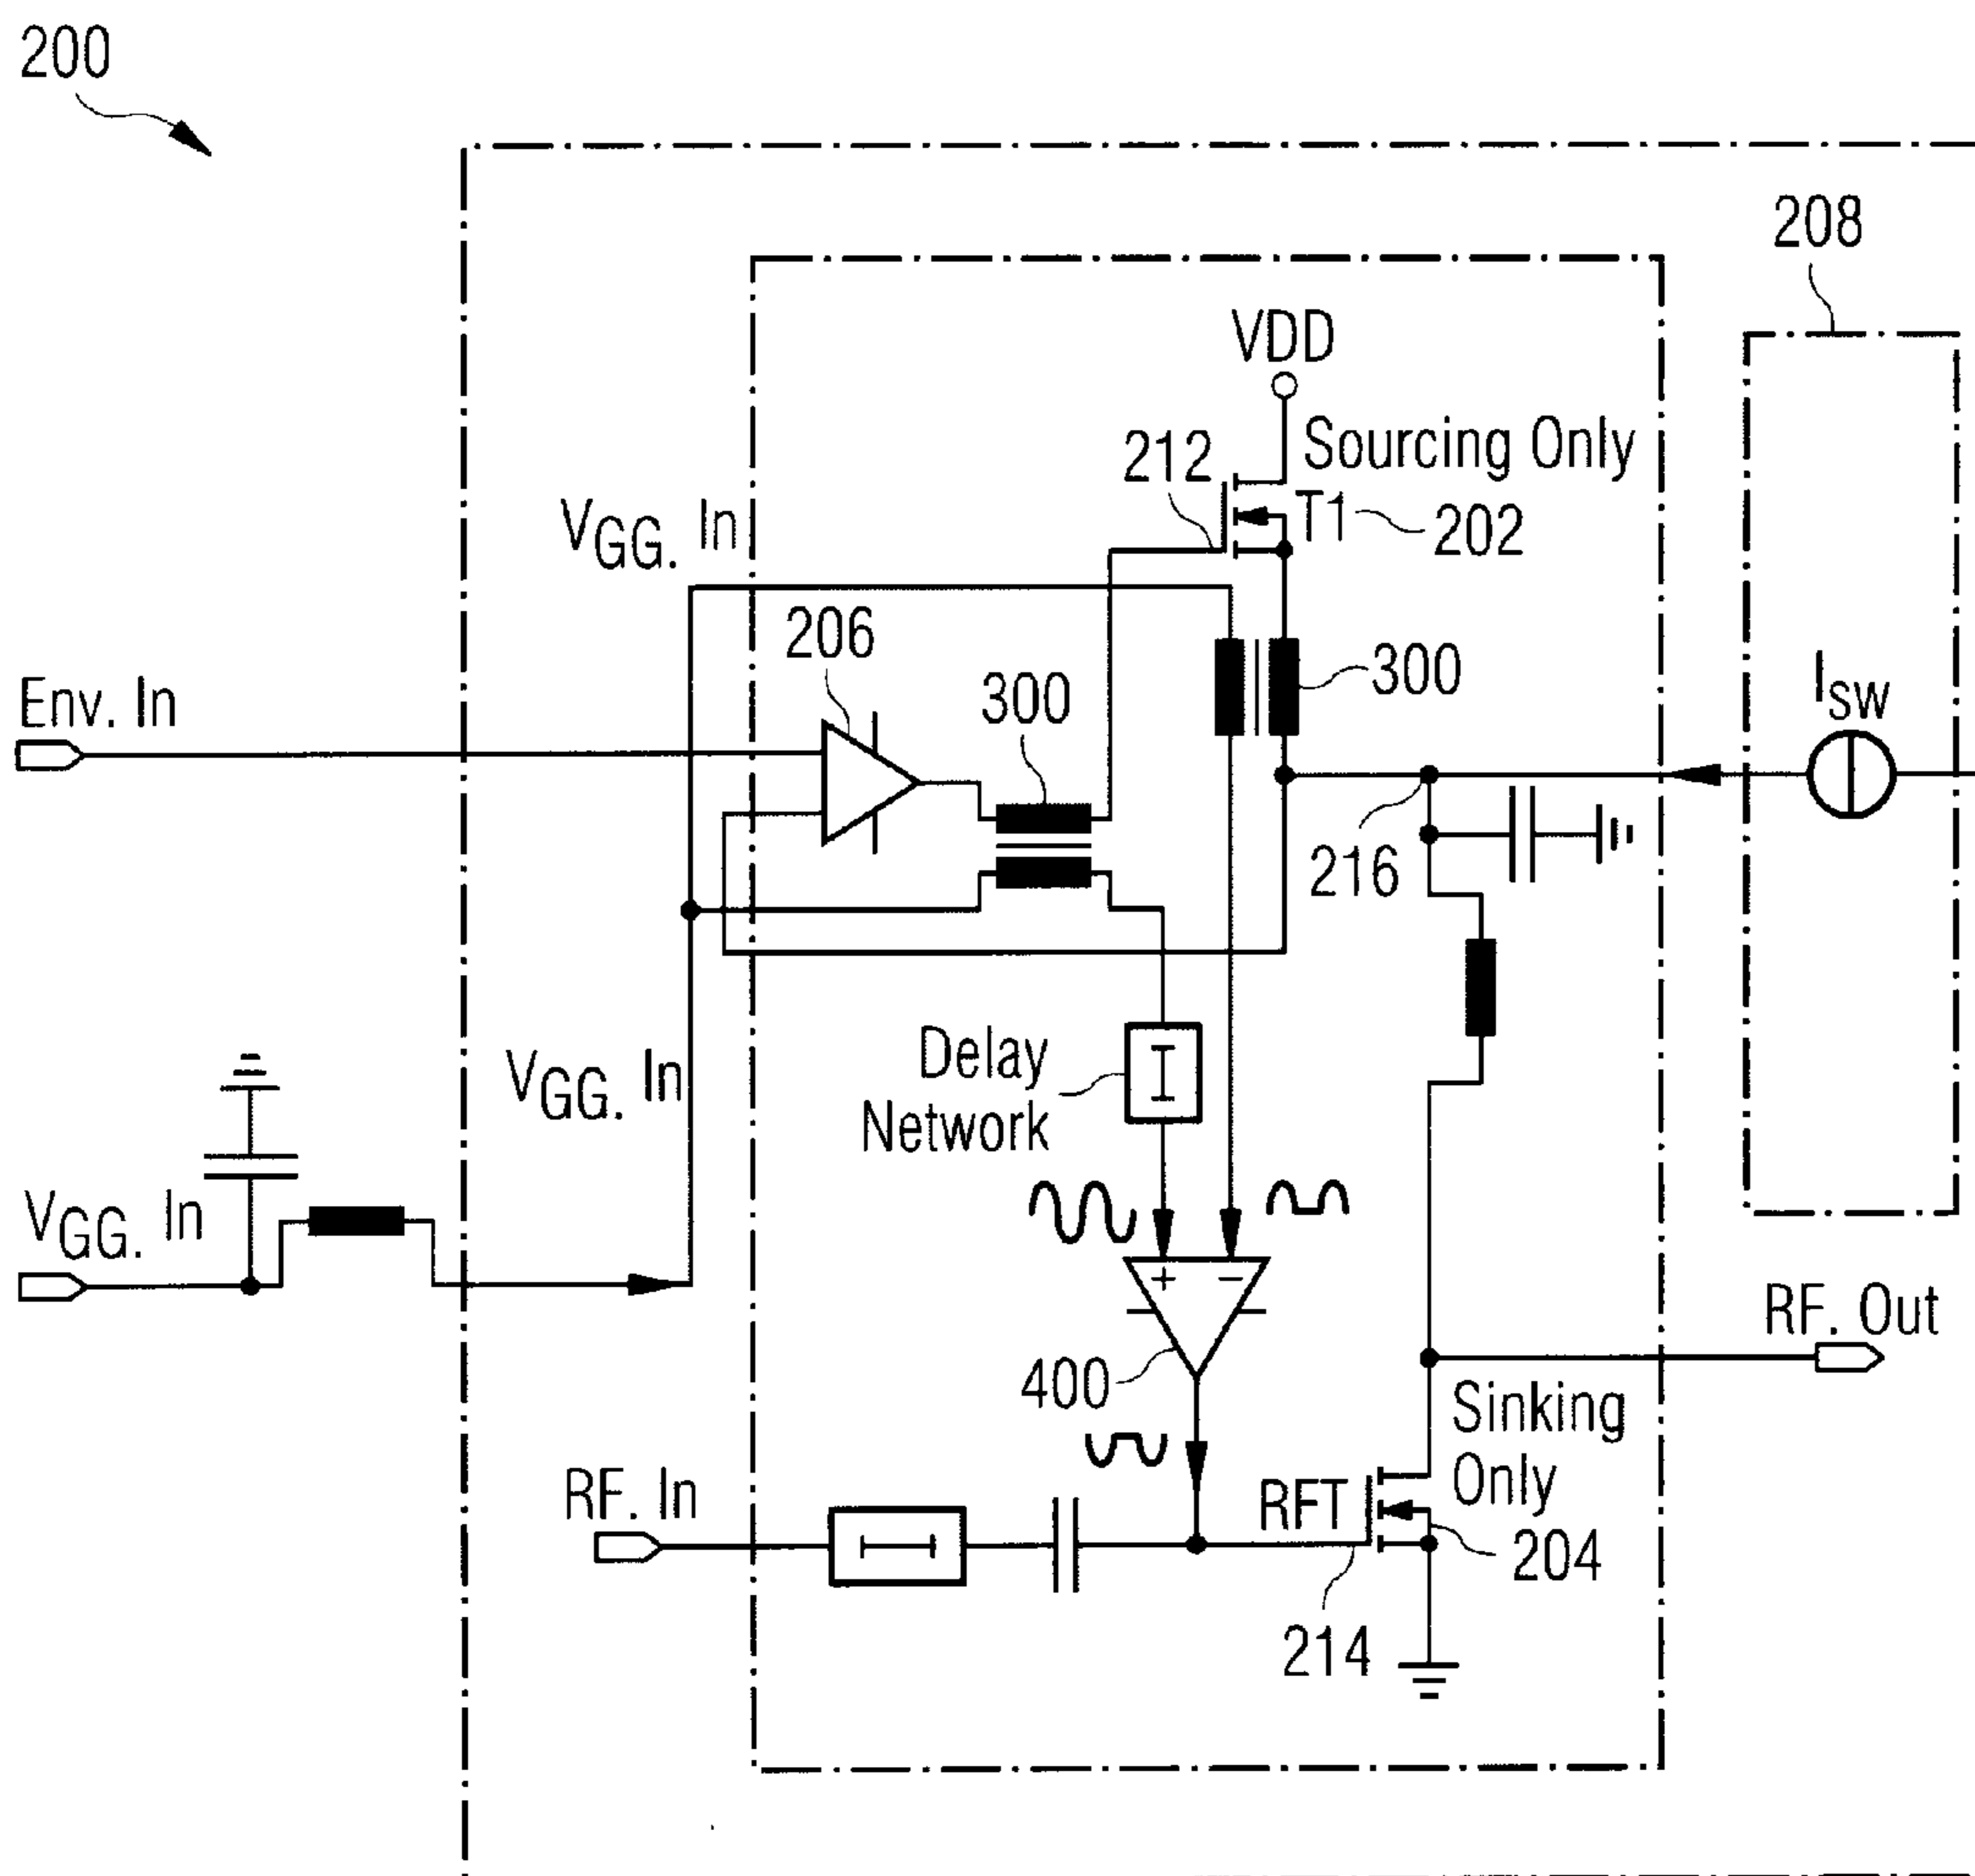 200
208
VDD
212
Sourcing Only
T1
202
VGG. In
206
300
300
Env. In
ISW
216
Delay
Network
VGG. In
VGG. In
+ −
400
RF. Out
Sinking
Only
RF. In
RFT
204
214